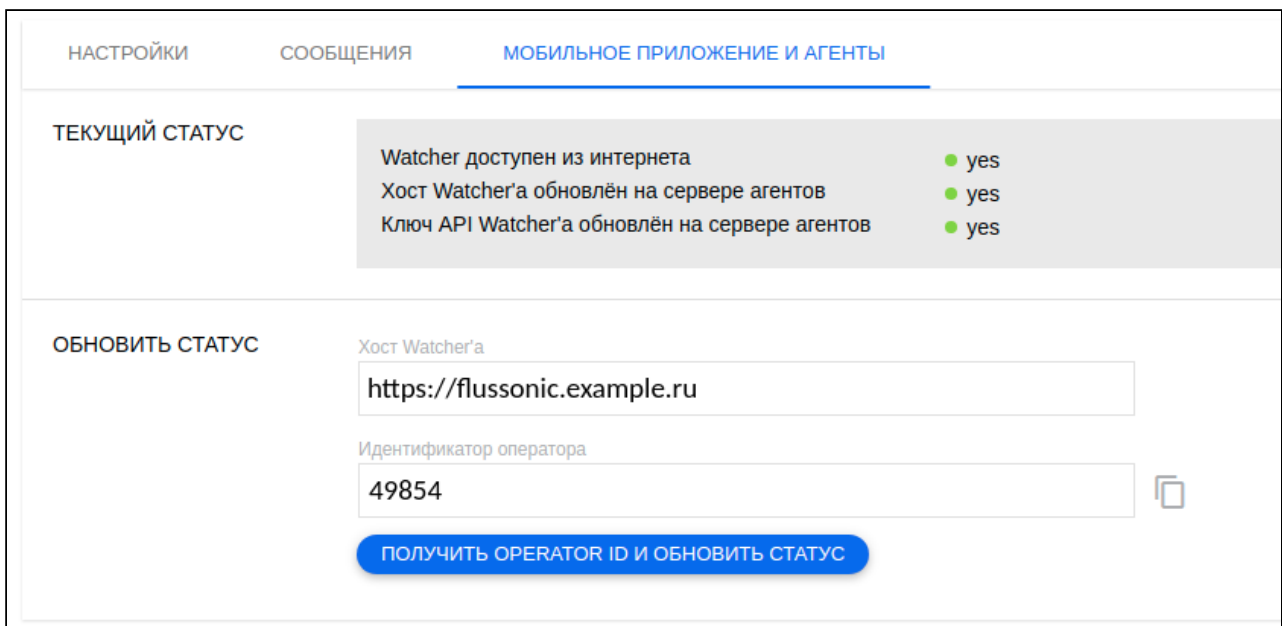 НАСТРОЙКИ СООБЩЕНИЯ МОБИЛЬНОЕ ПРИЛОЖЕНИЕ И АГЕНТЫ
ТЕКУЩИЙ СТАТУС
Watcher доступен из интернета yes
Хост Watcher'а обновлён на сервере агентов yes
Ключ API Watcher'а обновлён на сервере агентов yes
ОБНОВИТЬ СТАТУС
Хост Watcher'а
https://flussonic.example.ru
Идентификатор оператора
49854
ПОЛУЧИТЬ OPERATOR ID И ОБНОВИТЬ СТАТУС